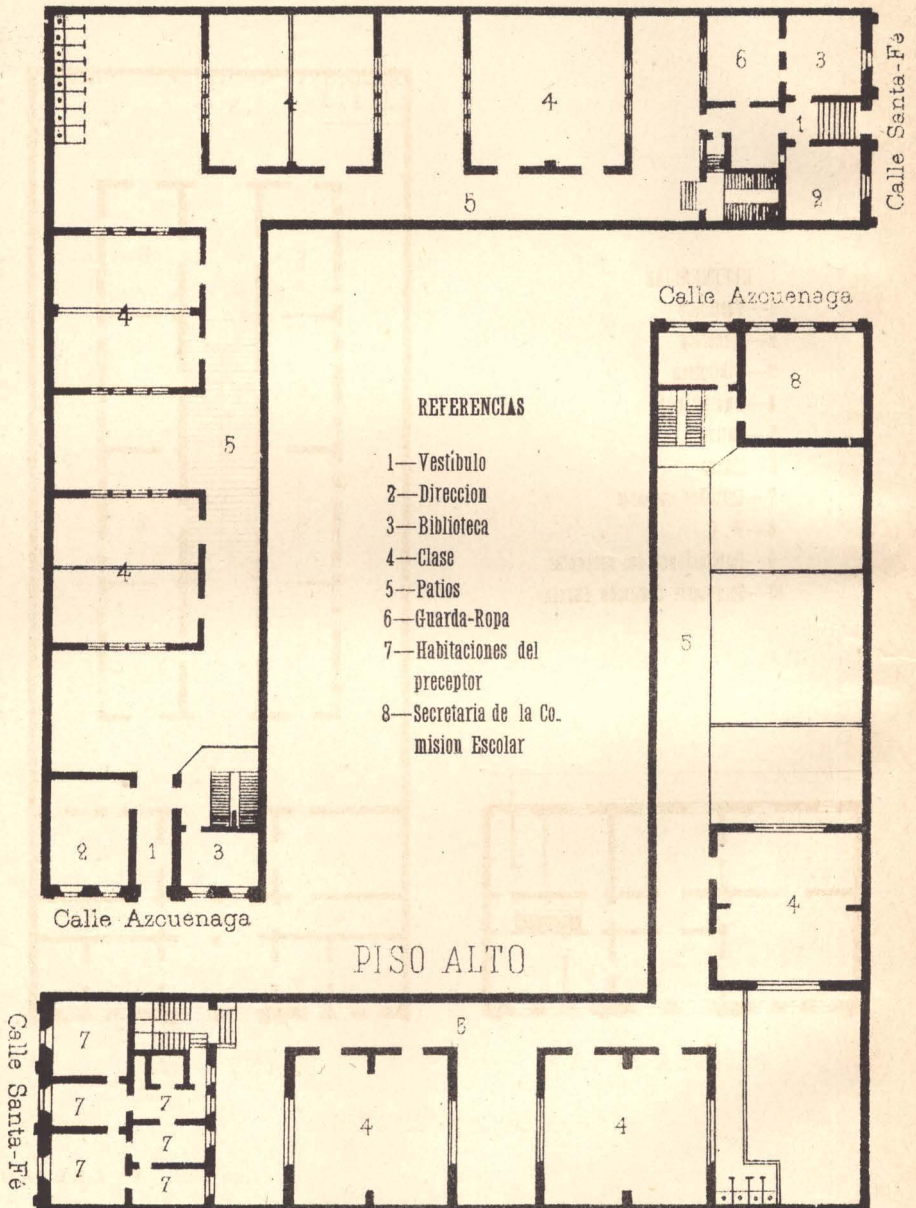 4
4
6
3
1
2
5
Calle Santa-Fé
4
5
4
2
1
3
Calle Azcuenaga
REFERENCIAS
1—Vestíbulo
2—Direccion
3—Biblioteca
4—Clase
5—Patios
6—Guarda-Ropa
7—Habitaciones del
preceptor
8—Secretaria de la Co-
mision Escolar
Calle Azcuenaga
8
5
4
PISO ALTO
5
Calle Santa-Fé
7
7
7
7
7
7
4
4